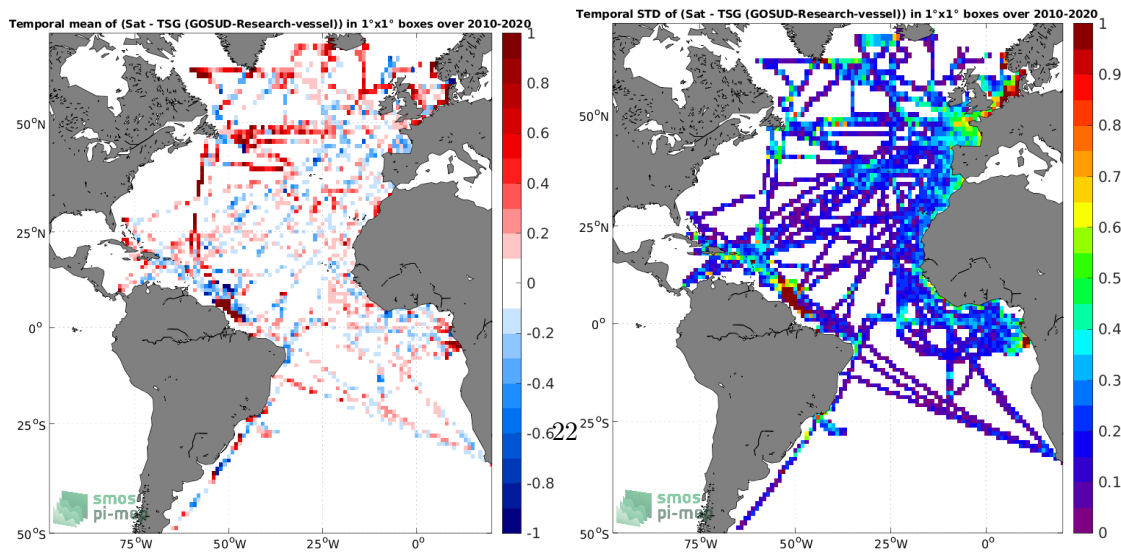 Temporal mean of (Sat - TSG (GOSUD-Research-vessel)) in 1°x1° boxes over 2010-2020
1
0.8
0.6
0.4
0.2
0
-0.2
-0.4
-0.6
-0.8
-1
50°N
25°N
0°
25°S
50°S
75°W
50°W
25°W
0°
smos
pi-mep
22
Temporal STD of (Sat - TSG (GOSUD-Research-vessel)) in 1°x1° boxes over 2010-2020
1
0.9
0.8
0.7
0.6
0.5
0.4
0.3
0.2
0.1
0
50°N
25°N
0°
25°S
50°S
75°W
50°W
25°W
0°
smos
pi-mep